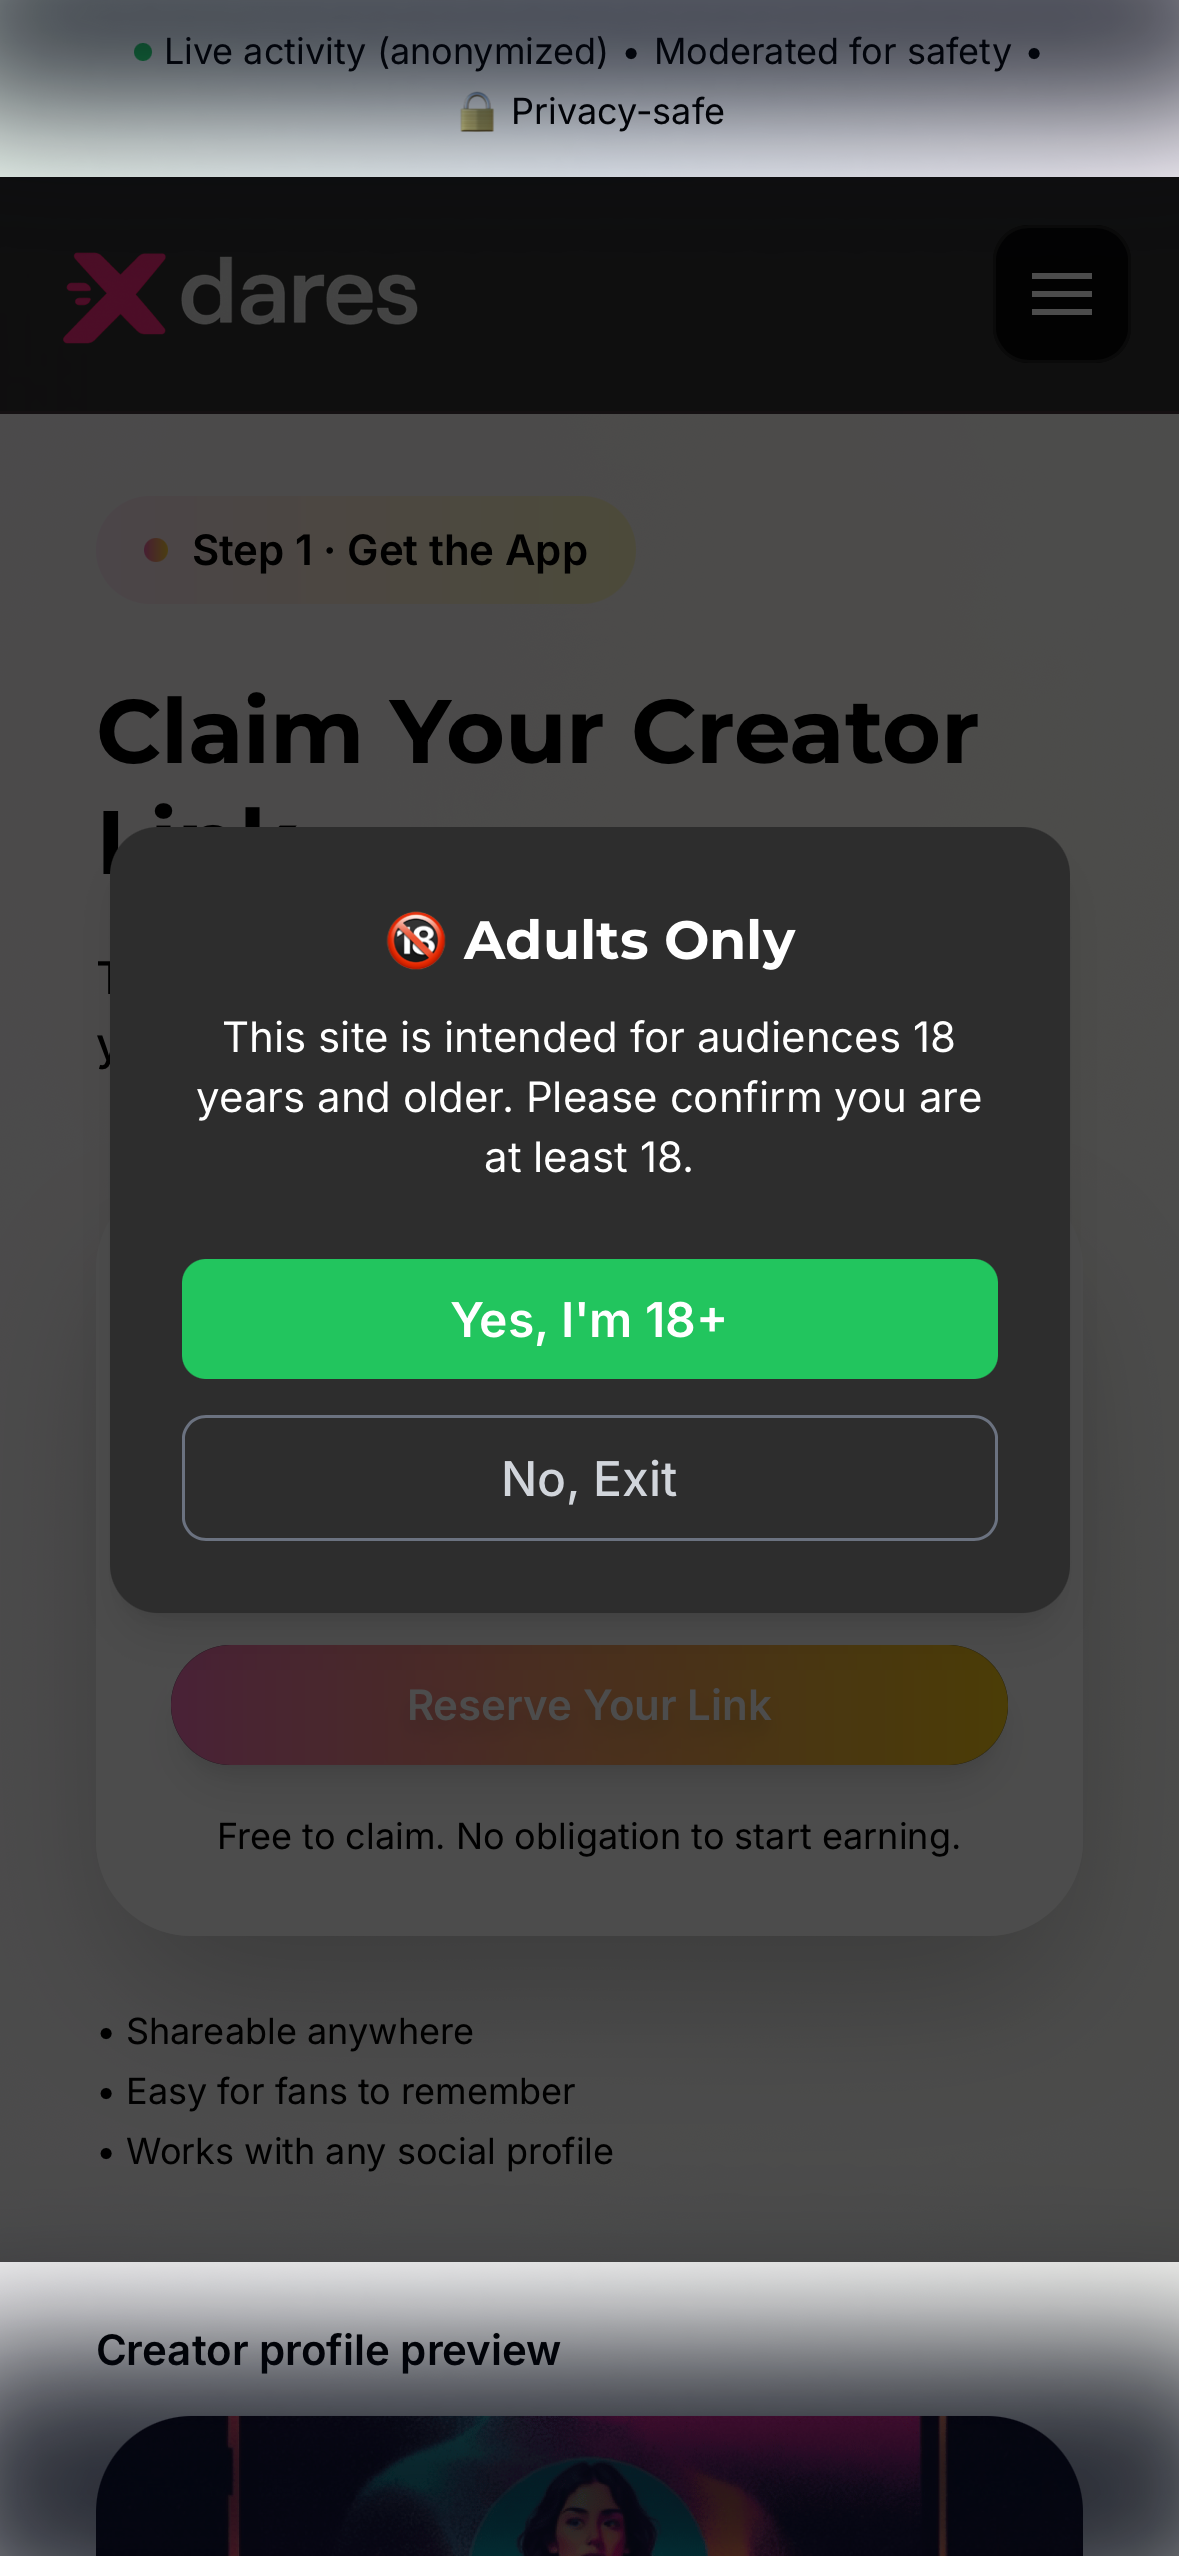 Live activity (anonymized) • Moderated for safety •
🔒 Privacy-safe
X dares
Step 1 · Get the App
Claim Your Creator
Link
🔞 Adults Only
This site is intended for audiences 18
years and older. Please confirm you are
at least 18.
Yes, I'm 18+
No, Exit
Reserve Your Link
Free to claim. No obligation to start earning.
• Shareable anywhere
• Easy for fans to remember
• Works with any social profile
Creator profile preview